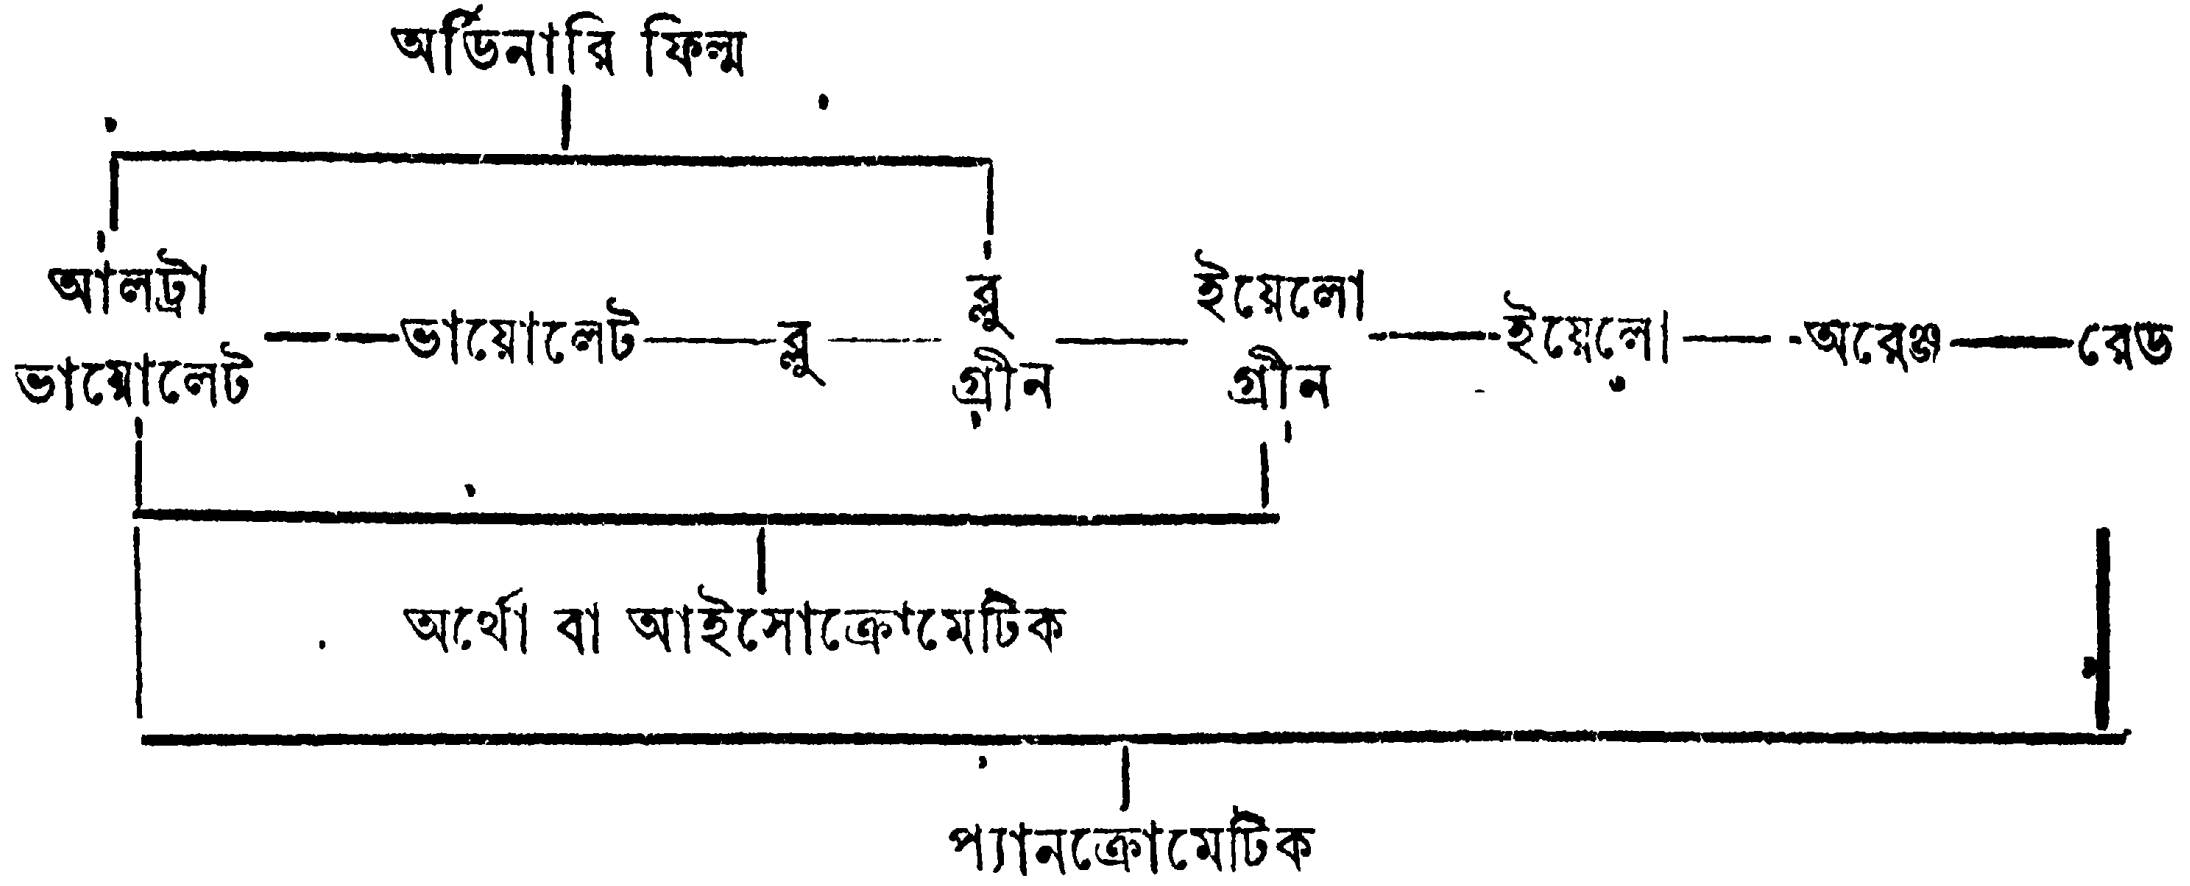 অর্ডিনারি ফিল্ম
আলট্রা ভায়োলেট — ভায়োলেট — ব্লু — ব্লু গ্রীন — ইয়েলো গ্রীন — ইয়েলো — অরেঞ্জ — রেড
অর্থো বা আইসোক্রোমেটিক
প্যানক্রোমেটিক